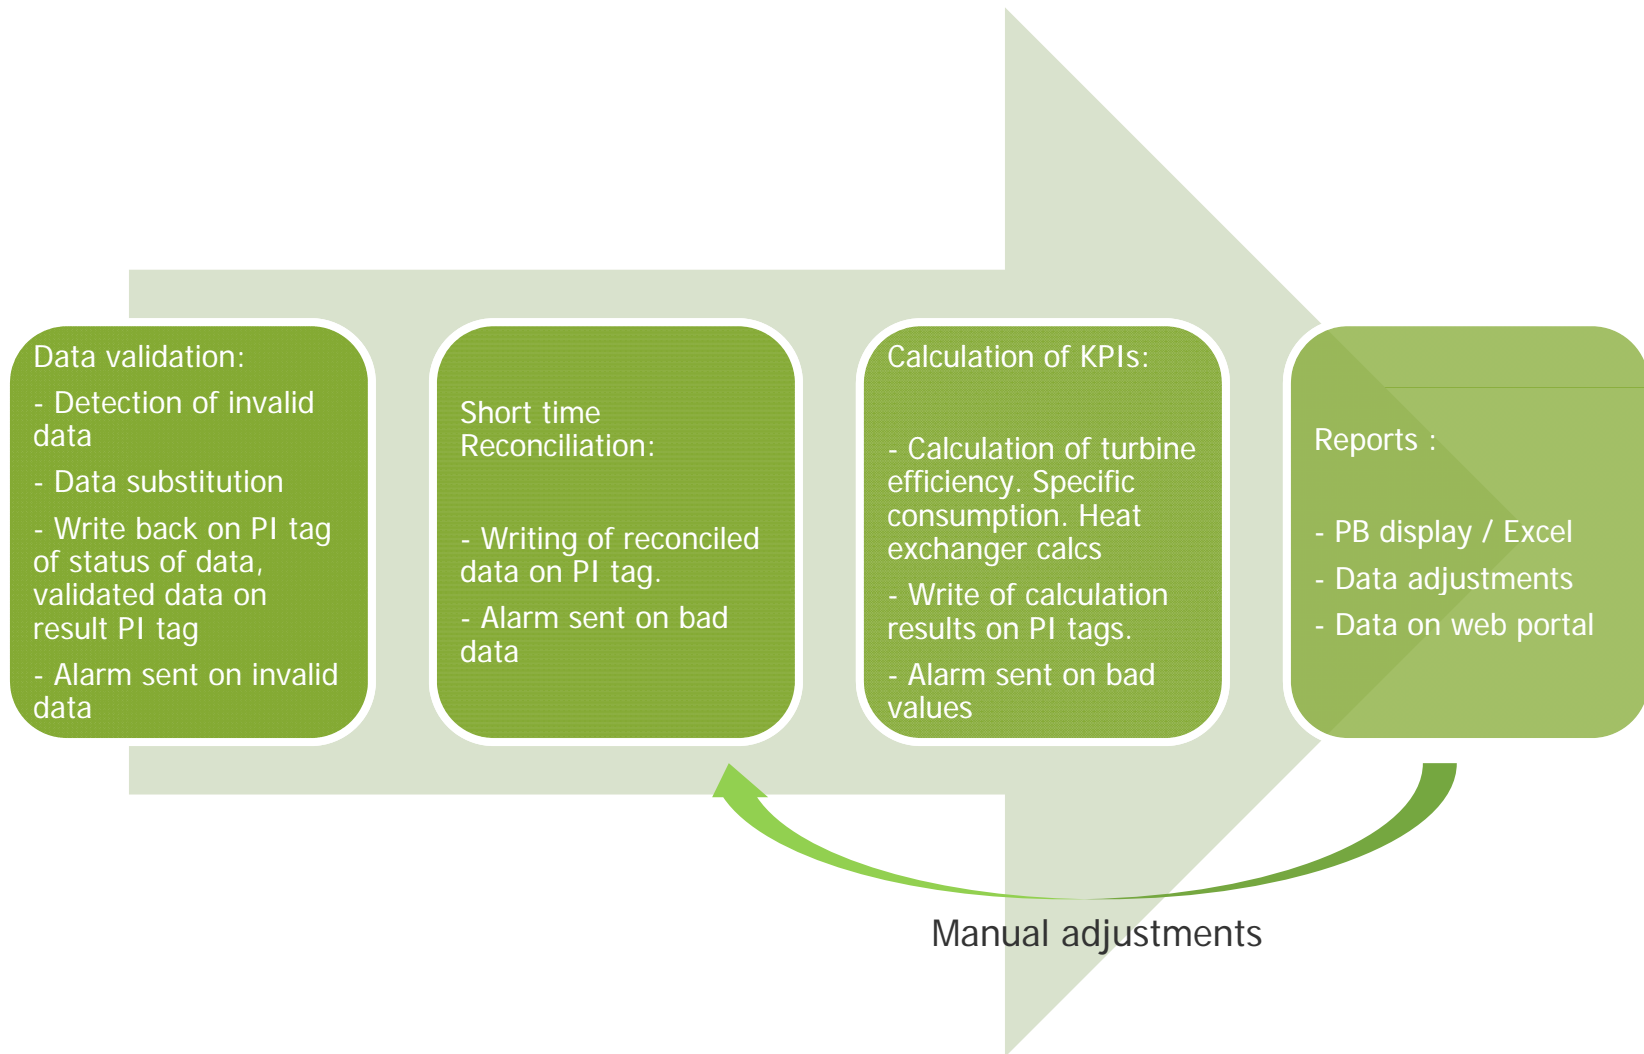 Data validation:
- Detection of invalid
data
- Data substitution
- Write back on PI tag
of status of data,
validated data on
result PI tag
- Alarm sent on invalid
data
Short time
Reconciliation:
- Writing of reconciled
data on PI tag.
- Alarm sent on bad
data
Calculation of KPIs:
- Calculation of turbine
efficiency. Specific
consumption. Heat
exchanger calcs
- Write of calculation
results on PI tags.
- Alarm sent on bad
values
Reports :
- PB display / Excel
- Data adjustments
- Data on web portal
Manual adjustments